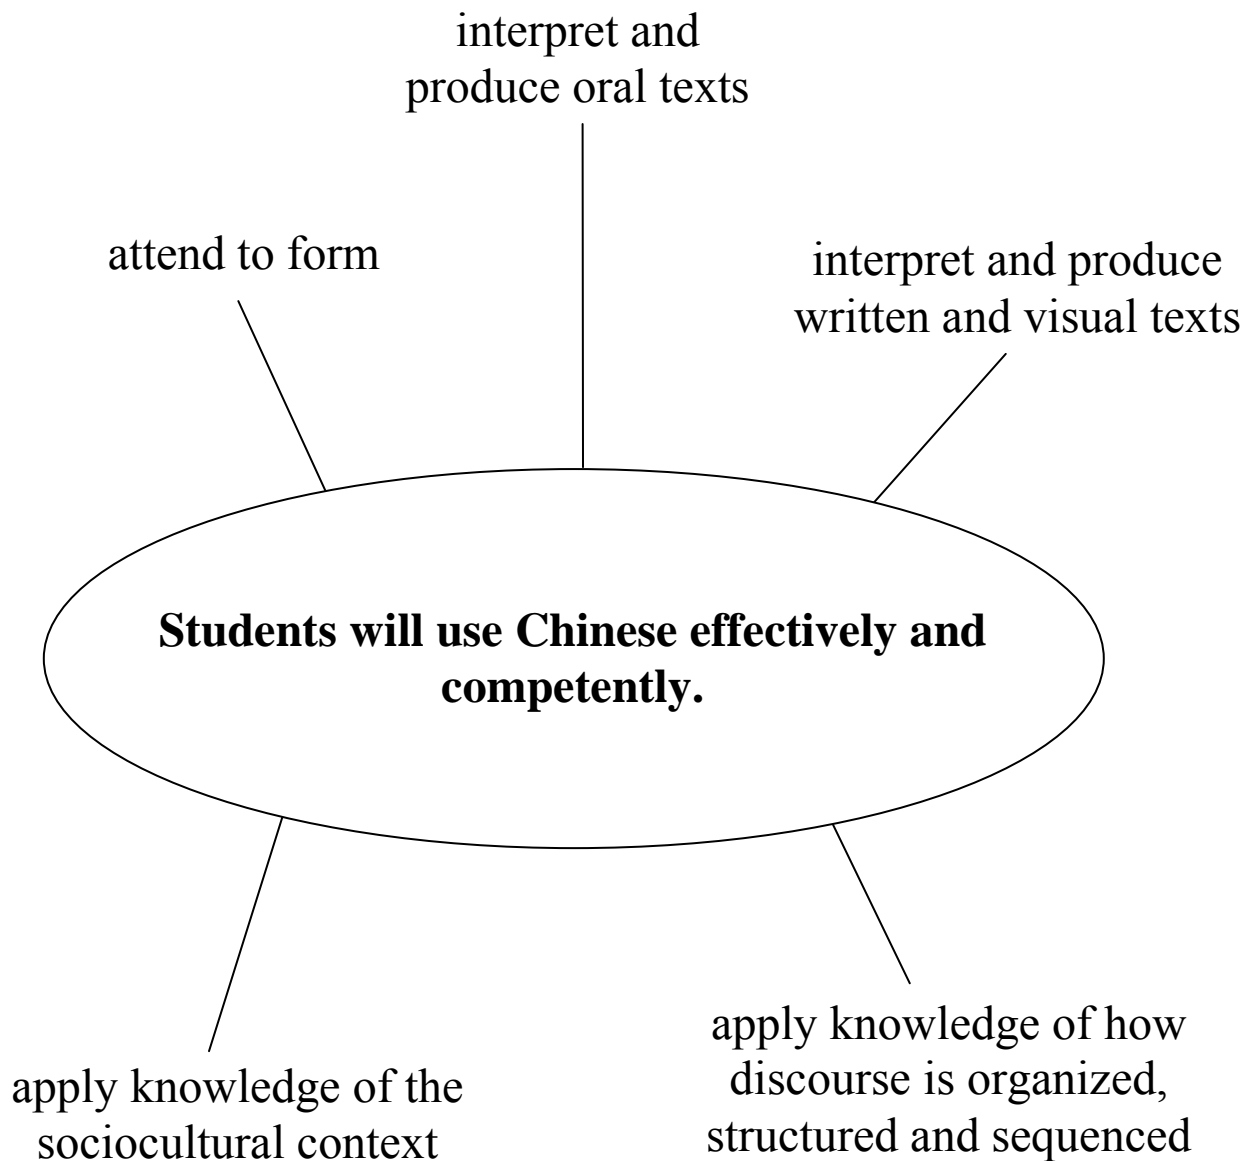 interpret and
produce oral texts
attend to form
interpret and produce
written and visual texts
Students will use Chinese effectively and
competently.
apply knowledge of the
sociocultural context
apply knowledge of how
discourse is organized,
structured and sequenced